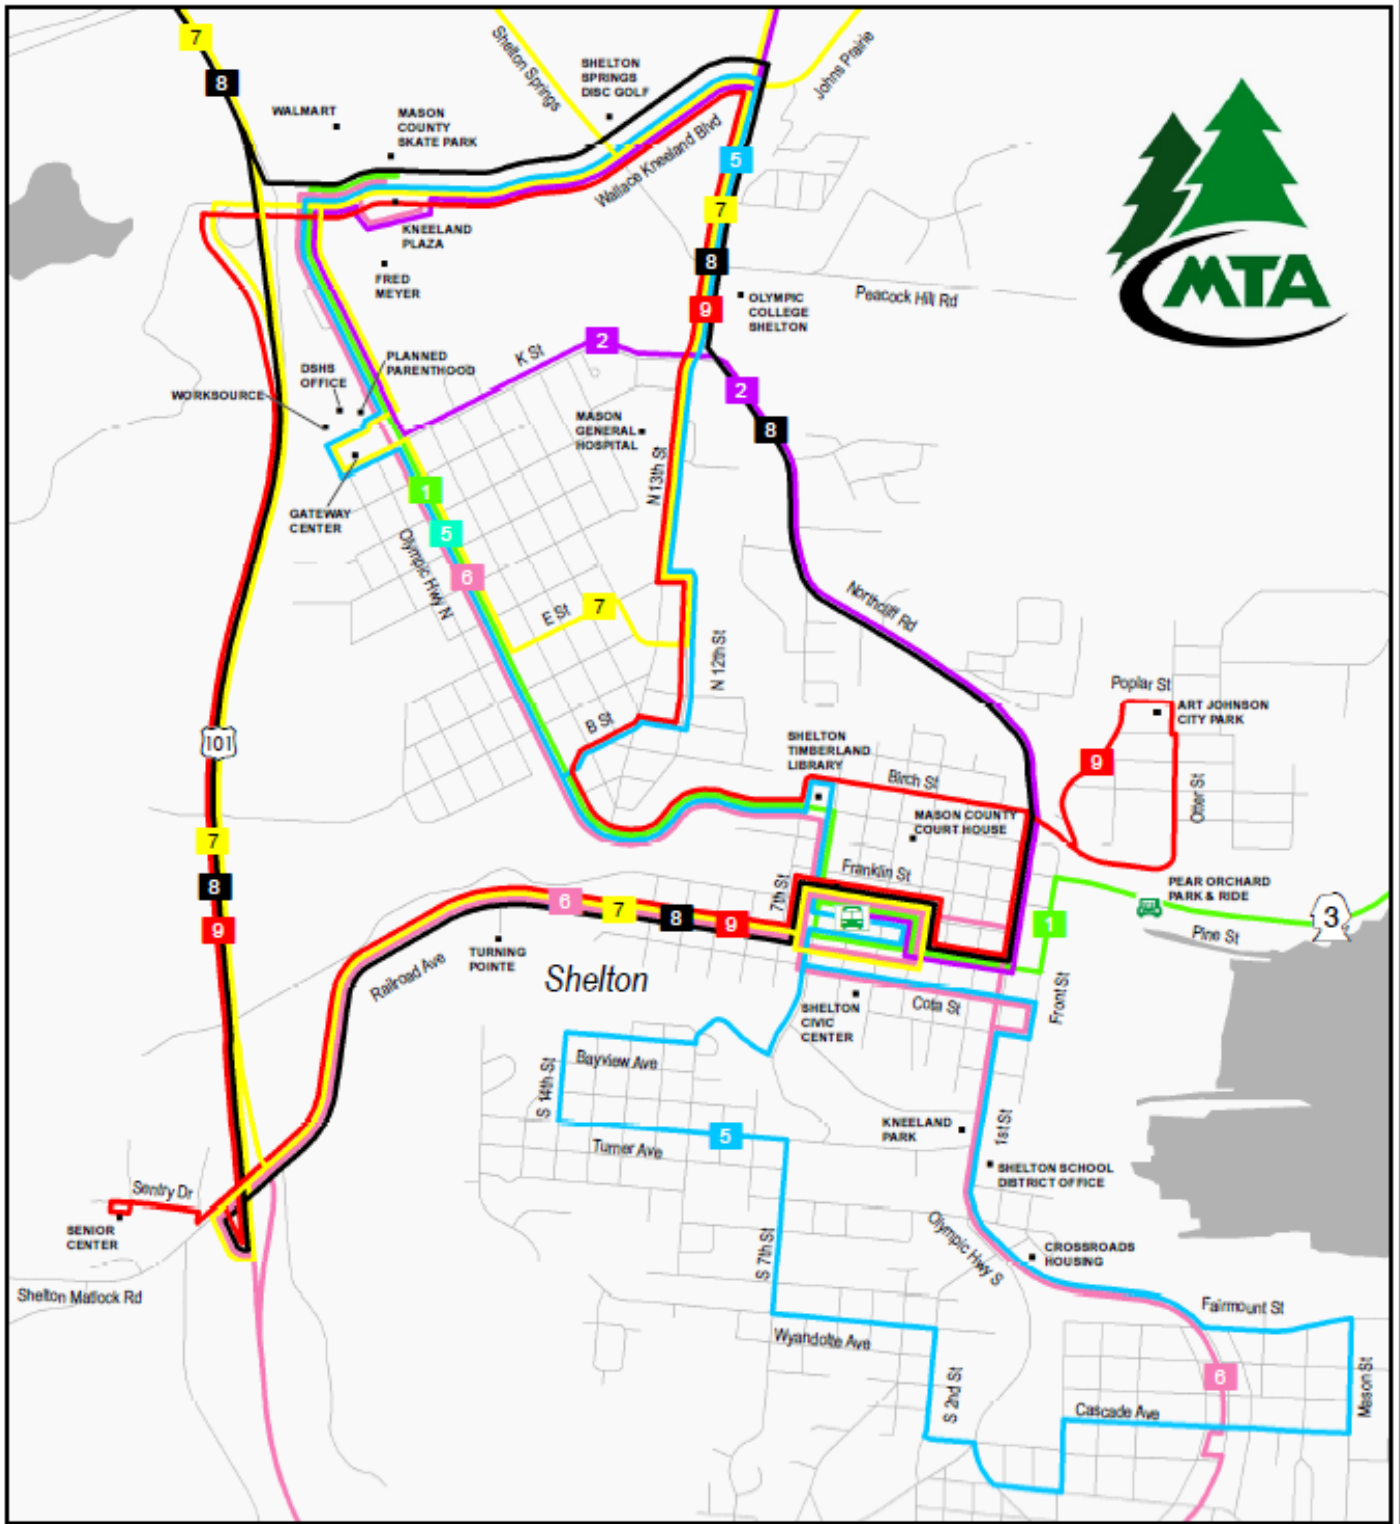 7
8
Shelton Springs
SHELTON
SPRINGS
DISC GOLF
Johns Prairie
WALMART
MASON
COUNTY
SKATE PARK
Wallace Kneeland Blvd
5
7
8
9
KNEELAND
PLAZA
FRED
MEYER
OLYMPIC
COLLEGE
SHELTON
Peacock Hill Rd
MTA
K St
2
2
8
DSHS
OFFICE
PLANNED
PARENTHOOD
WORKSOURCE
MASON
GENERAL
HOSPITAL
N 13th St
GATEWAY
CENTER
1
5
6
Olympic Hwy N
E St
7
N 12th St
Northcliff Rd
B St
101
SHELTON
TIMBERLAND
LIBRARY
Birch St
MASON COUNTY
COURT HOUSE
Poplar St
ART JOHNSON
CITY PARK
9
Otter St
7
8
9
6
7
8
9
7th St
Franklin St
PEAR ORCHARD
PARK & RIDE
1
3
Pine St
TURNING
POINTE
Railroad Ave
Shelton
SHELTON
CIVIC
CENTER
Cota St
Front St
Bayview Ave
S 14th St
5
Turner Ave
KNEELAND
PARK
1st St
SHELTON SCHOOL
DISTRICT OFFICE
Sentry Dr
SENIOR
CENTER
Shelton Matlock Rd
S 7th St
Olympic Hwy S
CROSSROADS
HOUSING
Fairmount St
Wyandotte Ave
6
S 2nd St
Cascade Ave
Mason St